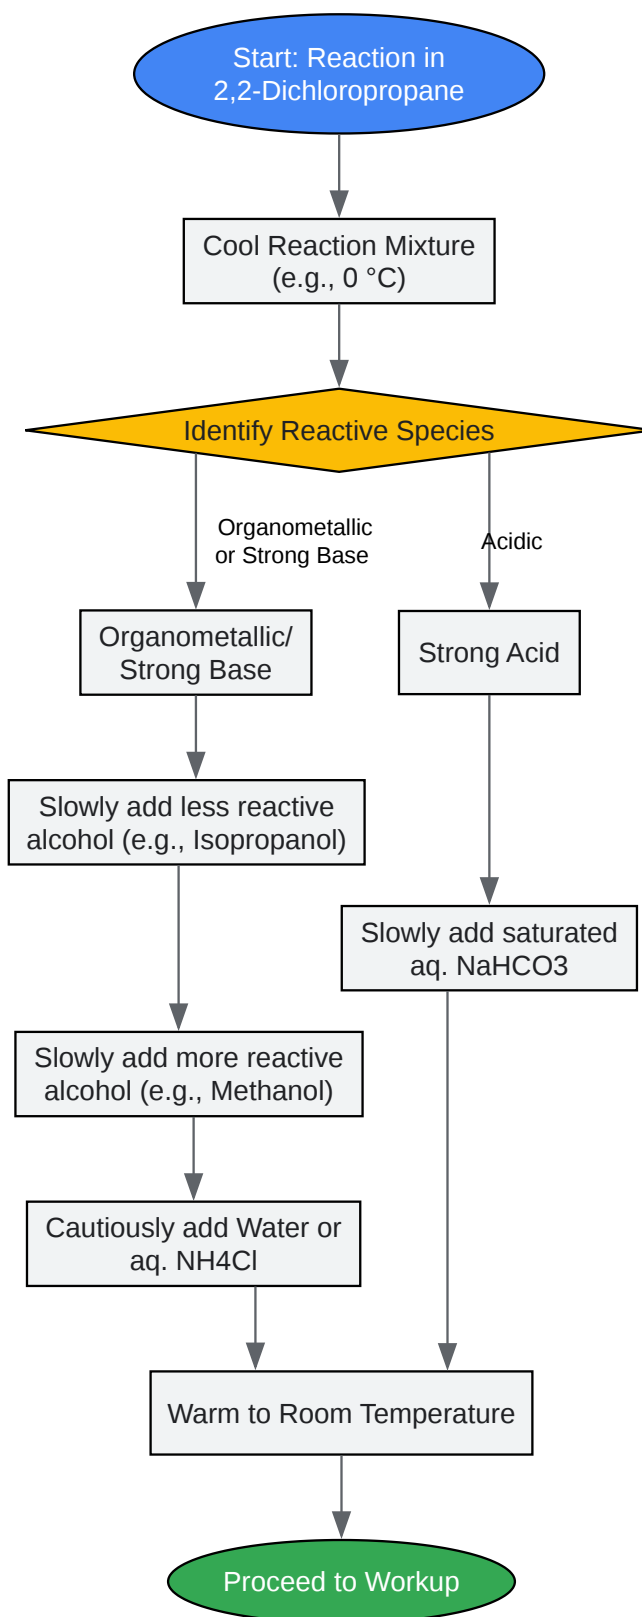 Start: Reaction in
2,2-Dichloropropane
Cool Reaction Mixture
(e.g., 0 °C)
Identify Reactive Species
Organometallic
or Strong Base
Acidic
Organometallic/
Strong Base
Strong Acid
Slowly add less reactive
alcohol (e.g., Isopropanol)
Slowly add saturated
aq. NaHCO3
Slowly add more reactive
alcohol (e.g., Methanol)
Cautiously add Water or
aq. NH4Cl
Warm to Room Temperature
Proceed to Workup